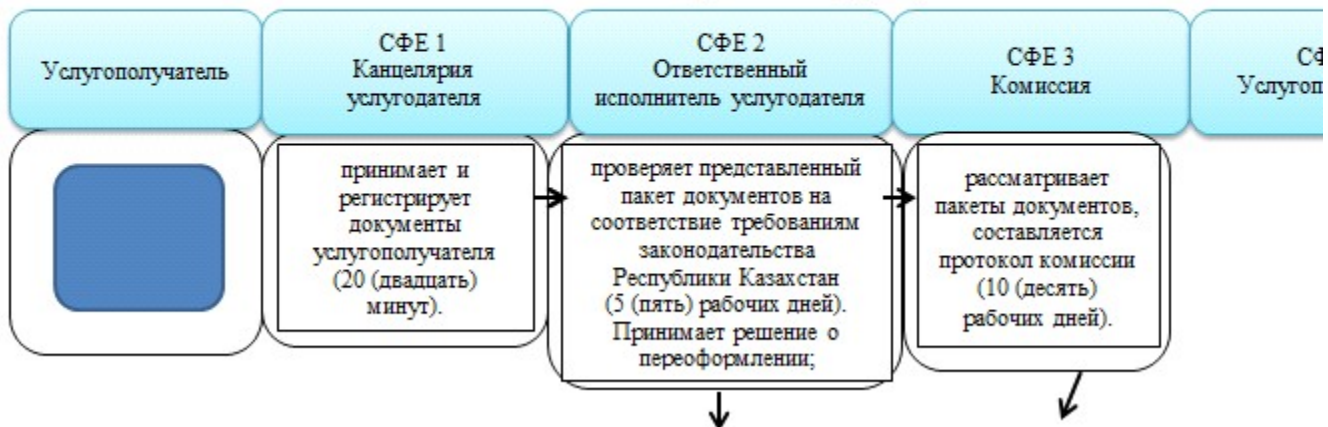 Услугополучатель
СФЕ 1
Канцелярия
услугодателя
СФЕ 2
Ответственный
исполнитель услугодателя
СФЕ 3
Комиссия
принимает и
регистрирует
документы
услугополучателя
(20 (двадцать)
минут).
проверяет представленный
пакет документов на
соответствие требованиям
законодательства
Республики Казахстан
(5 (пять) рабочих дней).
Принимает решение о
переоформлении;
рассматривает
пакеты документов,
составляется
протокол комиссии
(10 (десять)
рабочих дней).